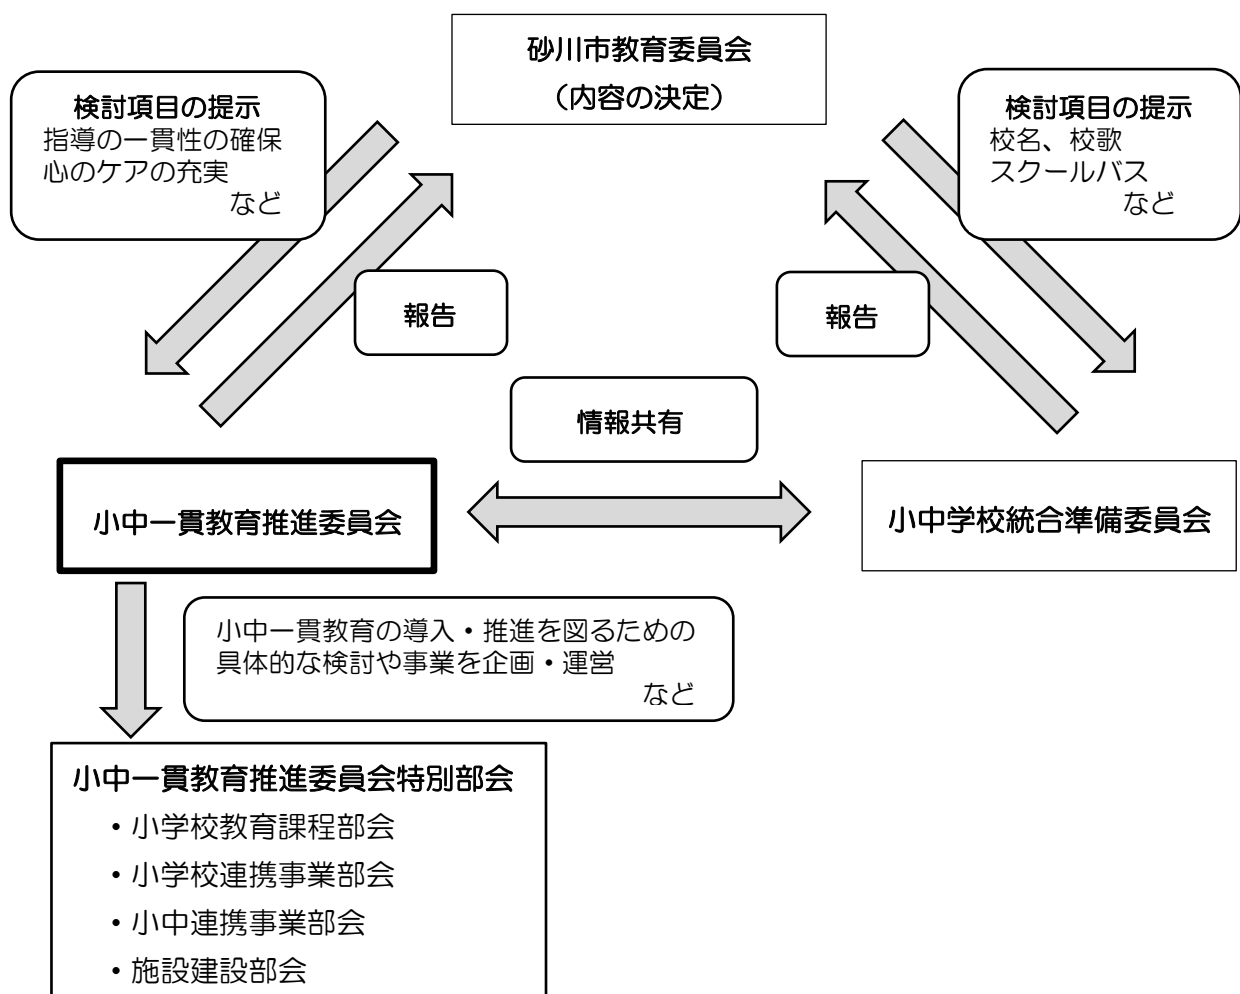 砂川市教育委員会
（内容の決定）
検討項目の提示
指導の一貫性の確保
心のケアの充実
など
検討項目の提示
校名、校歌
スクールバス
など
報告
報告
情報共有
小中一貫教育推進委員会
小中学校統合準備委員会
小中一貫教育の導入・推進を図るための
具体的な検討や事業を企画・運営
など
小中一貫教育推進委員会特別部会
・小学校教育課程部会
・小学校連携事業部会
・小中連携事業部会
・施設建設部会